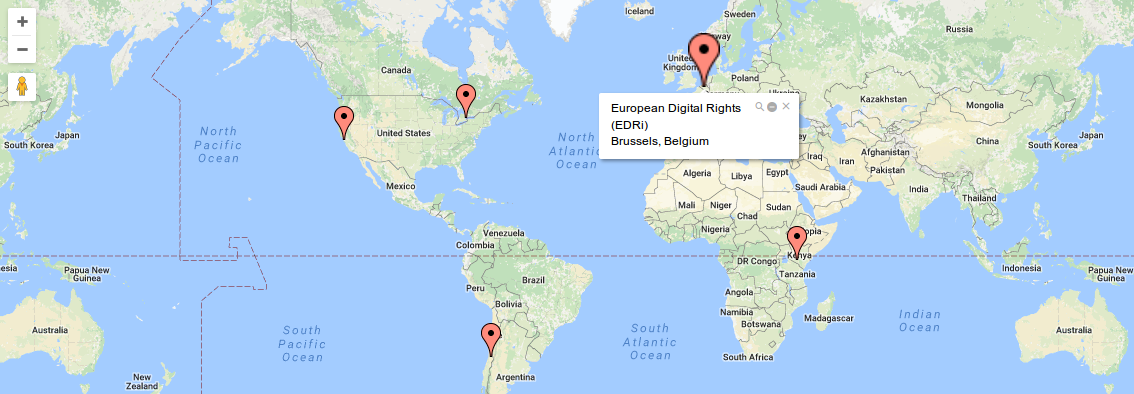 Iceland
Sweden
Norway
Russia
Canada
United
Kingdom
Poland
Germany
Ukraine
European Digital Rights
(EDRi)
Brussels, Belgium
Kazakhstan
Mongolia
Japan
South Korea
North
Pacific
Ocean
United States
North
Atlantic
Ocean
Iraq
Iran
Afghanistan
Pakistan
China
Japan
South Korea
Mexico
Algeria
Libya
Egypt
Saudi Arabia
India
Thailand
Mali
Niger
Chad
Sudan
Nigeria
Ethiopia
Venezuela
Colombia
DR Congo
Kenya
Tanzania
Indonesia
Papua New
Guinea
Papua New
Guinea
Peru
Brazil
Bolivia
Angola
Namibia
Botswana
Madagascar
South
Pacific
Ocean
South
Atlantic
Ocean
Indian
Ocean
Australia
Australia
South Africa
Argentina
New
Zealand